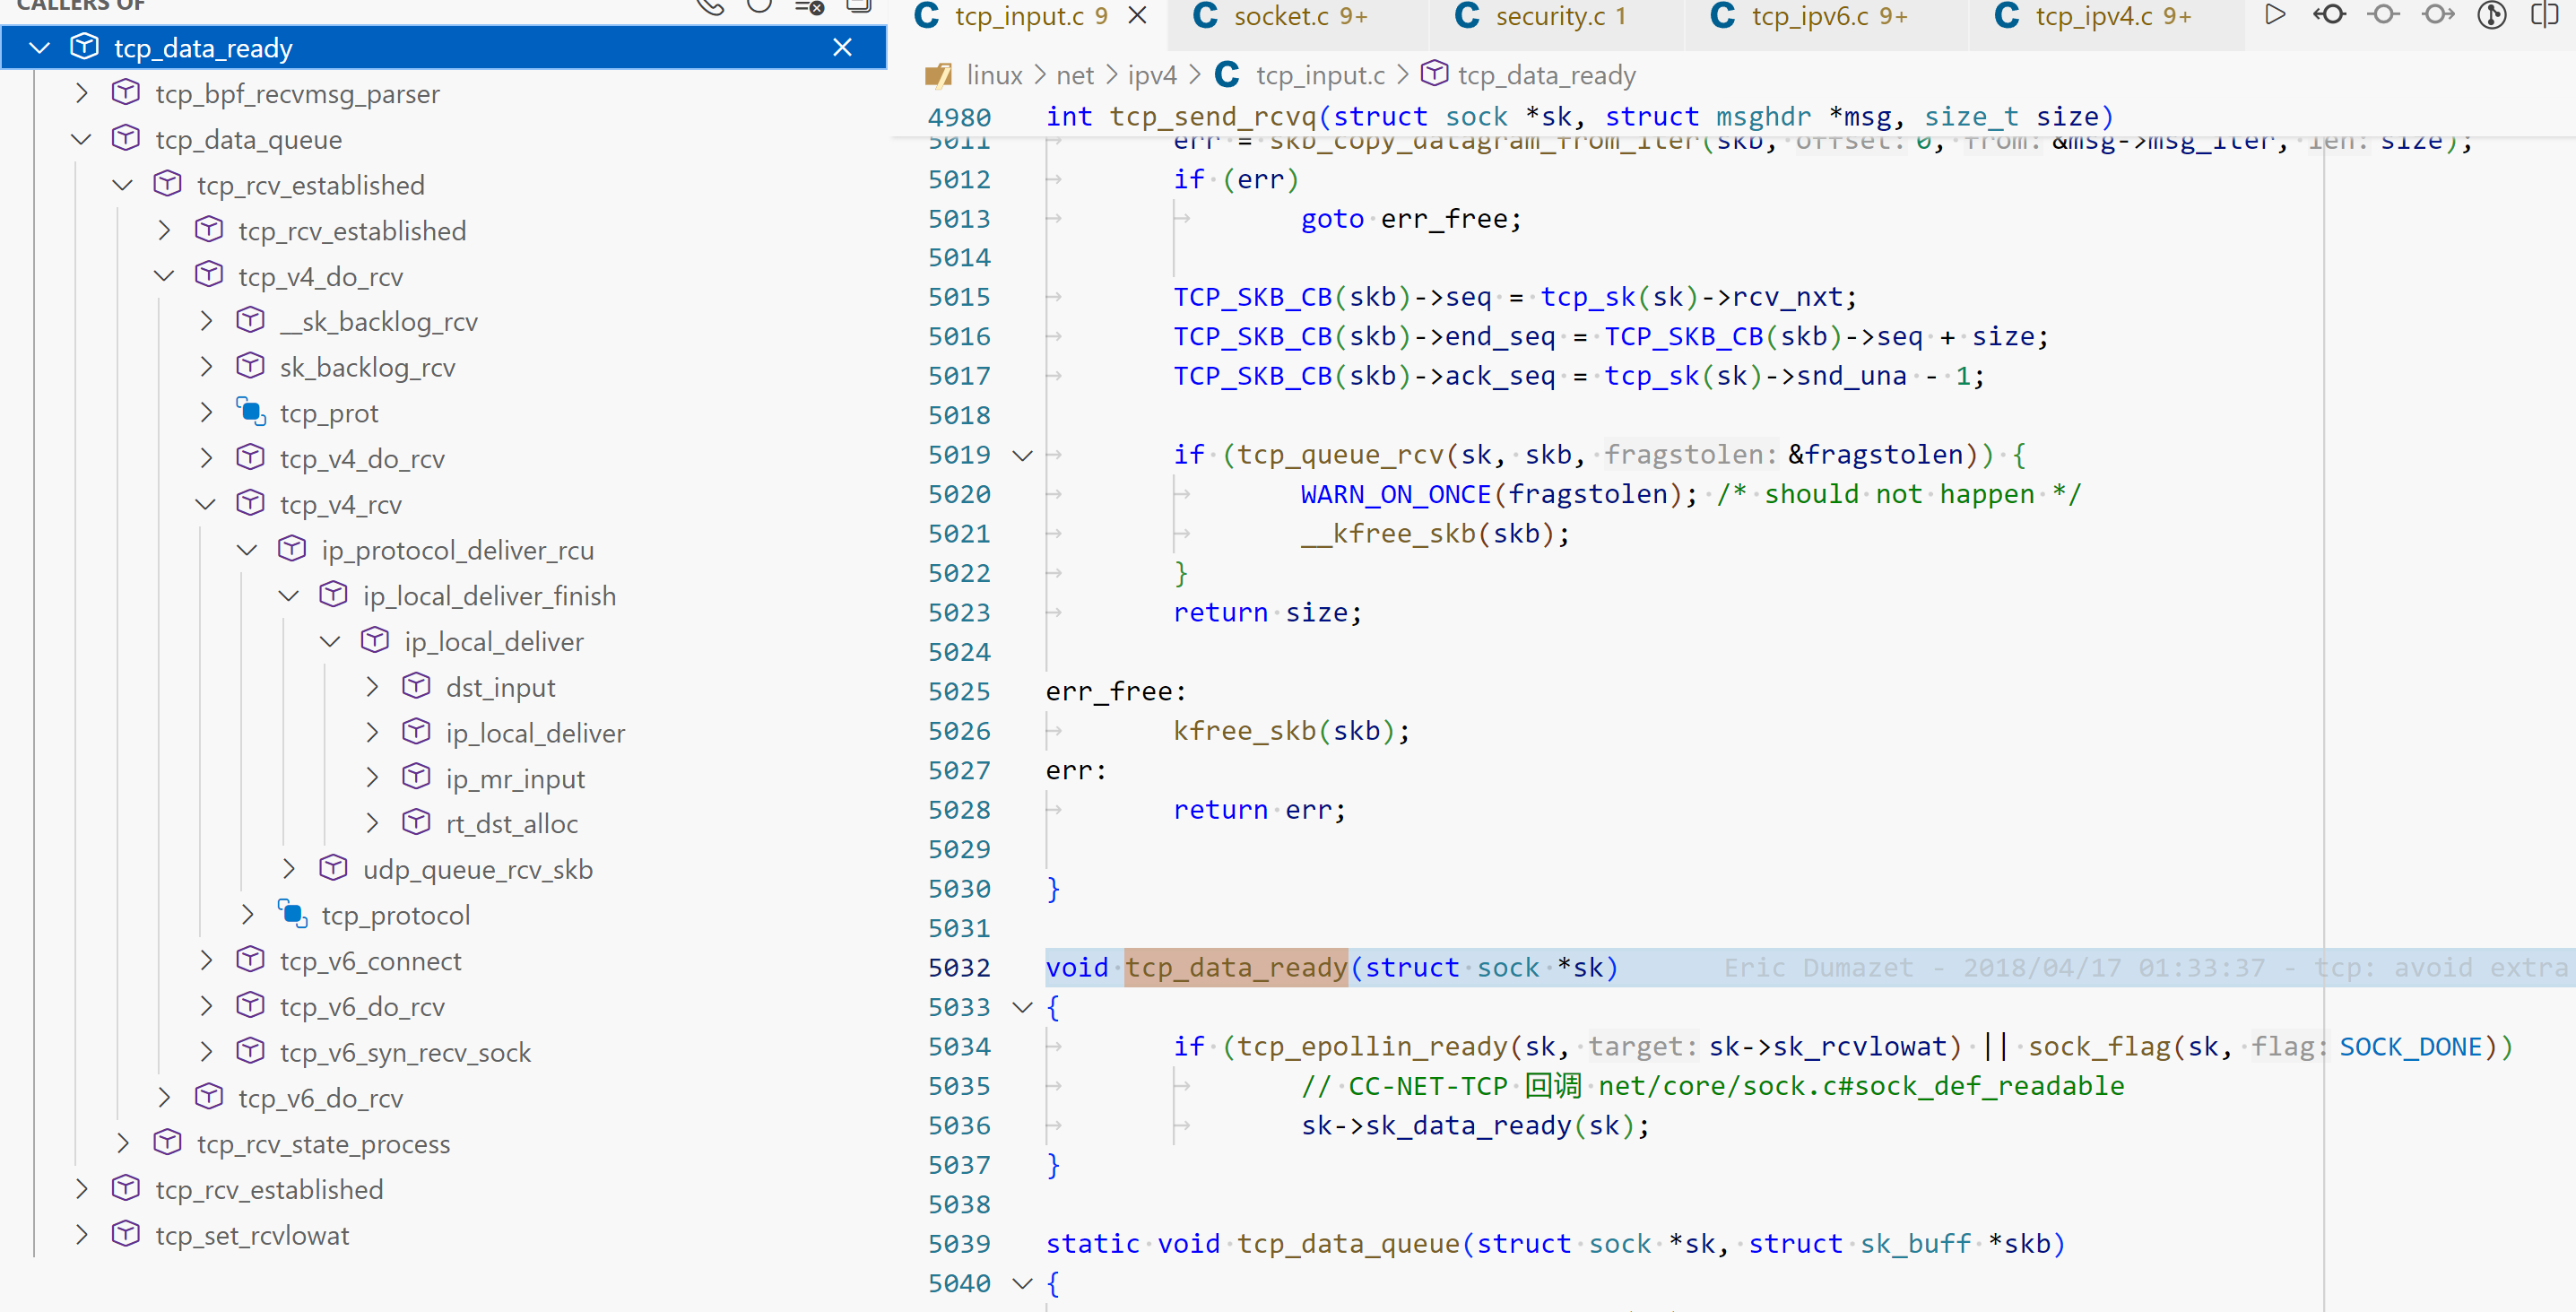 CALLERS OF
tcp_data_ready
tcp_bpf_recvmsg_parser
tcp_data_queue
tcp_rcv_established
tcp_rcv_established
tcp_v4_do_rcv
__sk_backlog_rcv
sk_backlog_rcv
tcp_prot
tcp_v4_do_rcv
tcp_v4_rcv
ip_protocol_deliver_rcu
ip_local_deliver_finish
ip_local_deliver
dst_input
ip_local_deliver
ip_mr_input
rt_dst_alloc
udp_queue_rcv_skb
tcp_protocol
tcp_v6_connect
tcp_v6_do_rcv
tcp_v6_syn_recv_sock
tcp_v6_do_rcv
tcp_rcv_state_process
tcp_rcv_established
tcp_set_rcvlowat
C tcp_input.c 9 C socket.c 9+ C security.c 1 C tcp_ipv6.c 9+ C tcp_ipv4.c 9+
linux > net > ipv4 > C tcp_input.c > tcp_data_ready
4980 int tcp_send_rcvq(struct sock *sk, struct msghdr *msg, size_t size)
5011 err = skb_copy_datagram_from_iter(skb, offset: 0, from: &msg->msg_iter, len: size);
5012 if (err)
5013 goto err_free;
5014
5015 TCP_SKB_CB(skb)->seq = tcp_sk(sk)->rcv_nxt;
5016 TCP_SKB_CB(skb)->end_seq = TCP_SKB_CB(skb)->seq + size;
5017 TCP_SKB_CB(skb)->ack_seq = tcp_sk(sk)->snd_una - 1;
5018
5019 if (tcp_queue_rcv(sk, skb, fragstolen: &fragstolen)) {
5020 WARN_ON_ONCE(fragstolen); /* should not happen */
5021 __kfree_skb(skb);
5022 }
5023 return size;
5024
5025 err_free:
5026 kfree_skb(skb);
5027 err:
5028 return err;
5029
5030 }
5031
5032 void tcp_data_ready(struct sock *sk) Eric Dumazet - 2018/04/17 01:33:37 - tcp: avoid extra
5033 {
5034 if (tcp_epollin_ready(sk, target: sk->sk_rcvlowat) || sock_flag(sk, flag: SOCK_DONE))
5035 // CC-NET-TCP 回调 net/core/sock.c#sock_def_readable
5036 sk->sk_data_ready(sk);
5037 }
5038
5039 static void tcp_data_queue(struct sock *sk, struct sk_buff *skb)
5040 {